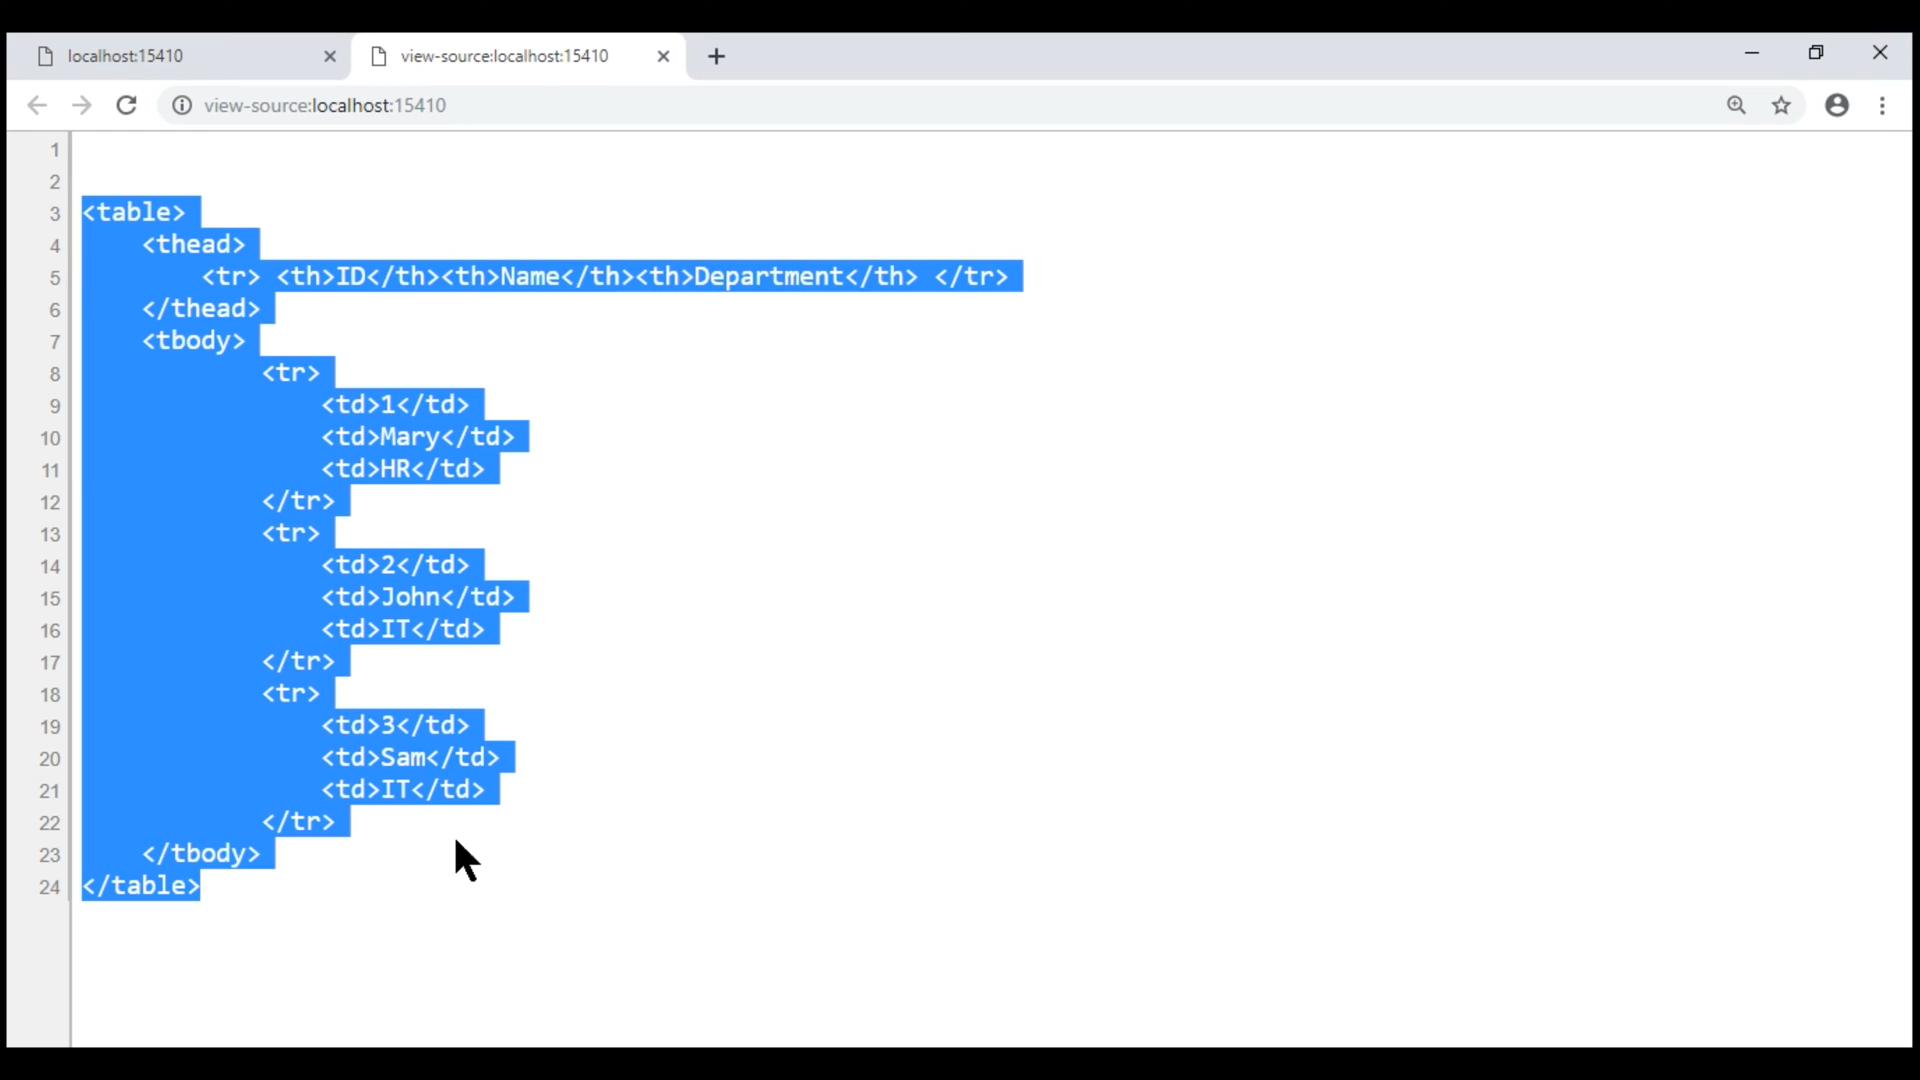 localhost:15410
view-source:localhost:15410
view-source:localhost:15410
1
2
3 <table>
4 <thead>
5 <tr> <th>ID</th><th>Name</th><th>Department</th> </tr>
6 </thead>
7 <tbody>
8 <tr>
9 <td>1</td>
10 <td>Mary</td>
11 <td>HR</td>
12 </tr>
13 <tr>
14 <td>2</td>
15 <td>John</td>
16 <td>IT</td>
17 </tr>
18 <tr>
19 <td>3</td>
20 <td>Sam</td>
21 <td>IT</td>
22 </tr>
23 </tbody>
24 </table>